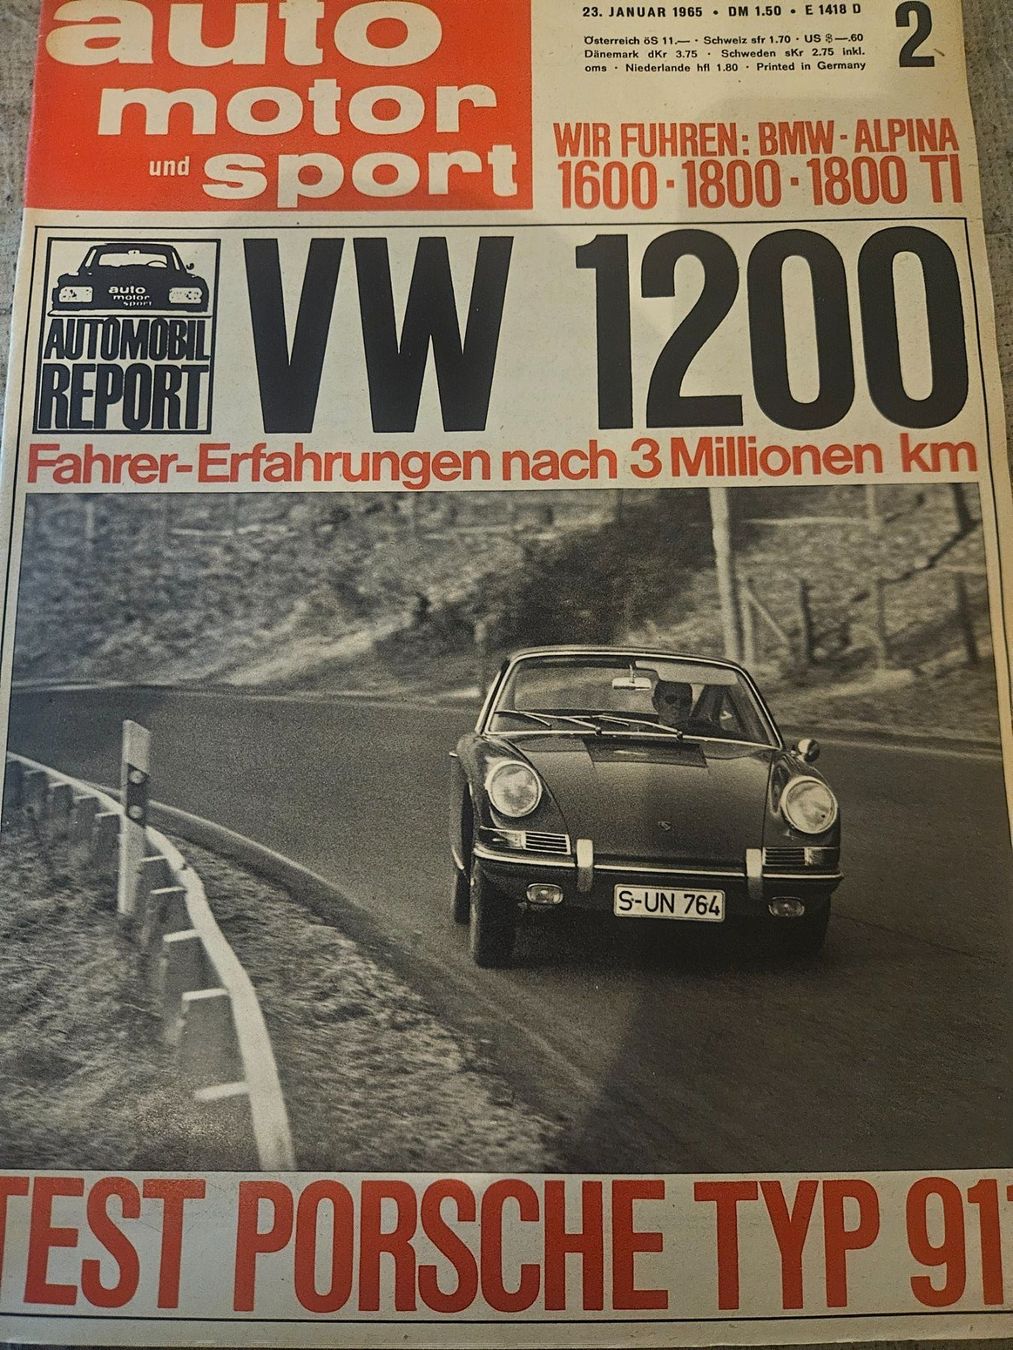 auto
motor
und sport
23. JANUAR 1965 • DM 1.50 • E 1418 D
2
Österreich öS 11.— · Schweiz sfr 1.70 · US $—.60
Dänemark dKr 3.75 · Schweden sKr 2.75 inkl.
oms · Niederlande hfl 1.80 · Printed in Germany
WIR FUHREN: BMW-ALPINA
1600·1800·1800 TI
auto
motor
sport
AUTOMOBIL
REPORT
VW 1200
Fahrer-Erfahrungen nach 3 Millionen km
S-UN 764
TEST PORSCHE TYP 911